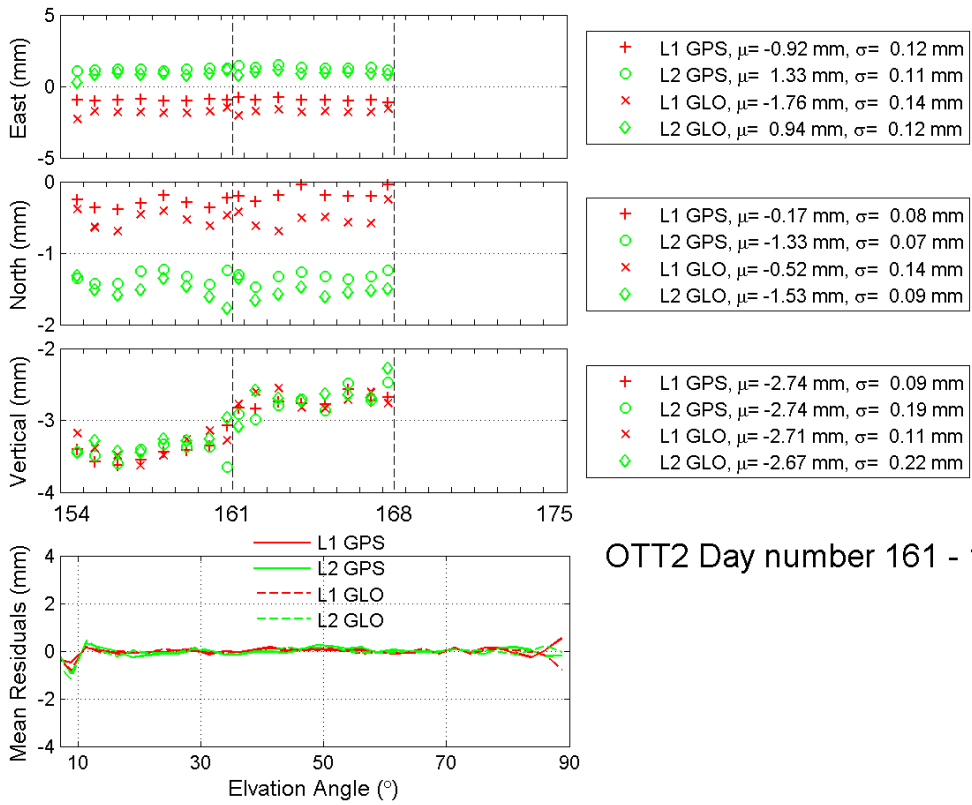 East (mm)
5
0
-5
+ L1 GPS, μ= -0.92 mm, σ= 0.12 mm
○ L2 GPS, μ= 1.33 mm, σ= 0.11 mm
× L1 GLO, μ= -1.76 mm, σ= 0.14 mm
◇ L2 GLO, μ= 0.94 mm, σ= 0.12 mm
North (mm)
0
-1
-2
+ L1 GPS, μ= -0.17 mm, σ= 0.08 mm
○ L2 GPS, μ= -1.33 mm, σ= 0.07 mm
× L1 GLO, μ= -0.52 mm, σ= 0.14 mm
◇ L2 GLO, μ= -1.53 mm, σ= 0.09 mm
Vertical (mm)
-2
-3
-4
+ L1 GPS, μ= -2.74 mm, σ= 0.09 mm
○ L2 GPS, μ= -2.74 mm, σ= 0.19 mm
× L1 GLO, μ= -2.71 mm, σ= 0.11 mm
◇ L2 GLO, μ= -2.67 mm, σ= 0.22 mm
154 161 168 175
L1 GPS
L2 GPS
L1 GLO
L2 GLO
OTT2 Day number 161 -
Mean Residuals (mm)
4
2
0
-2
-4
10 30 50 70 90
Elvation Angle (°)